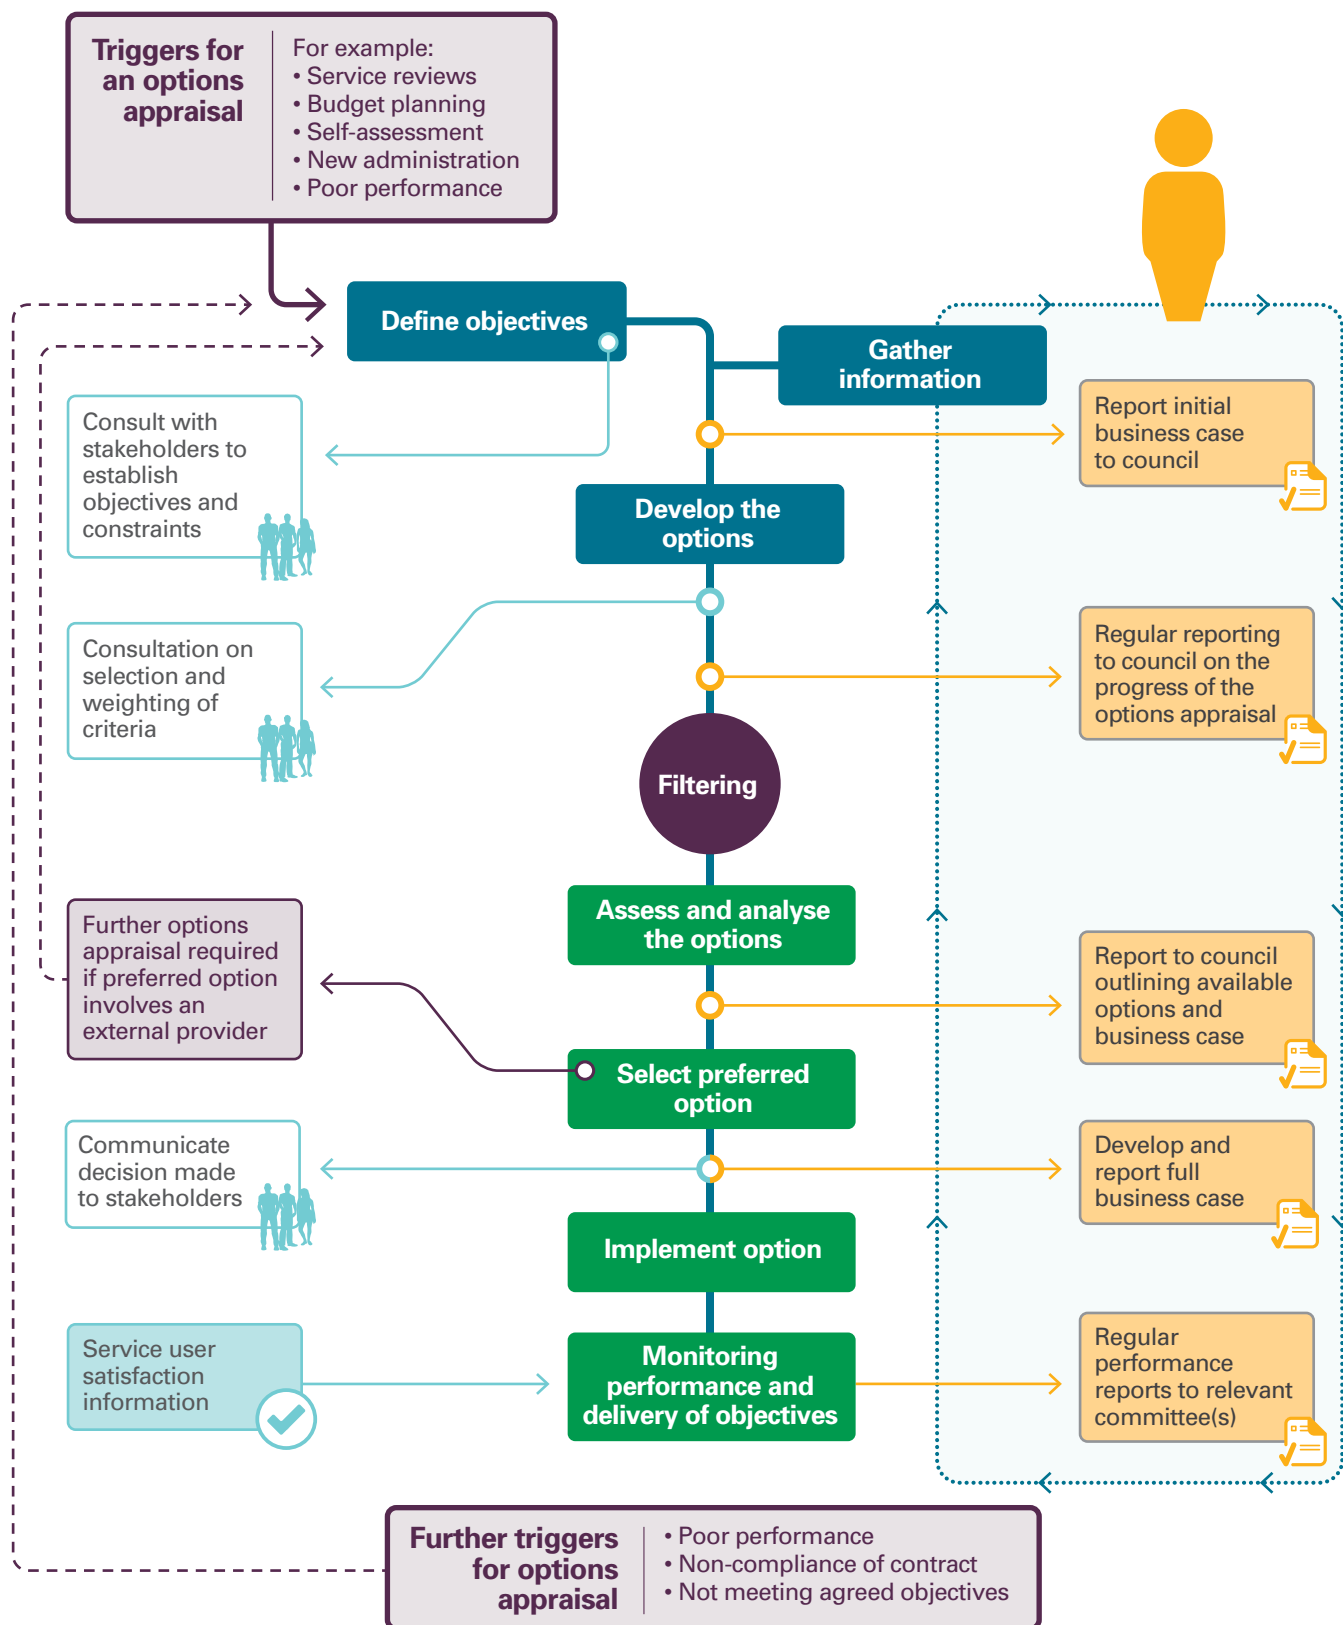 Triggers for
an options
appraisal
For example:
• Service reviews
• Budget planning
• Self-assessment
• New administration
• Poor performance
Define objectives
Gather
information
Consult with
stakeholders to
establish
objectives and
constraints
Report initial
business case
to council
Develop the
options
Consultation on
selection and
weighting of
criteria
Regular reporting
to council on the
progress of the
options appraisal
Filtering
Assess and analyse
the options
Further options
appraisal required
if preferred option
involves an
external provider
Report to council
outlining available
options and
business case
Select preferred
option
Communicate
decision made
to stakeholders
Develop and
report full
business case
Implement option
Service user
satisfaction
information
Monitoring
performance and
delivery of objectives
Regular
performance
reports to relevant
committee(s)
Further triggers
for options
appraisal
• Poor performance
• Non-compliance of contract
• Not meeting agreed objectives